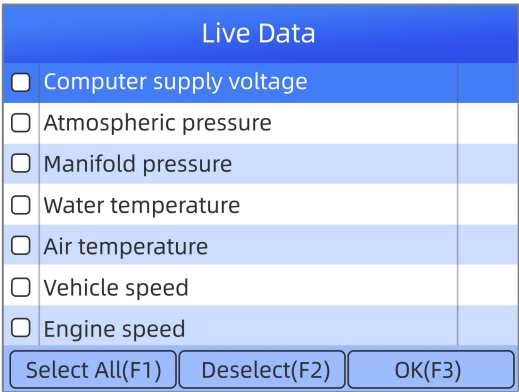 Live Data
Computer supply voltage
Atmospheric pressure
Manifold pressure
Water temperature
Air temperature
Vehicle speed
Engine speed
Select All(F1) Deselect(F2) OK(F3)